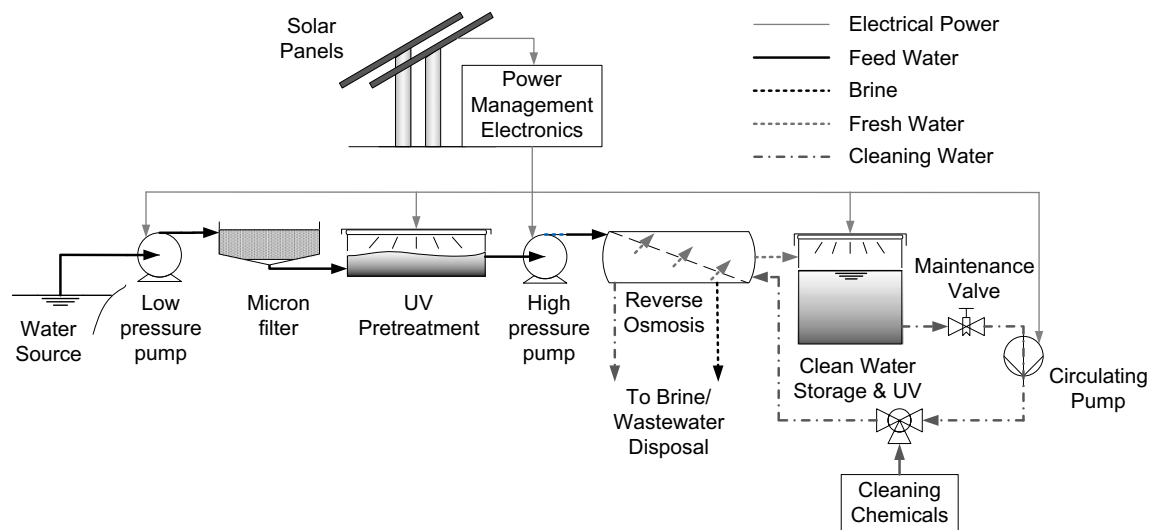 Solar
Panels
Power
Management
Electronics
Electrical Power
Feed Water
Brine
Fresh Water
Cleaning Water
Water
Source
Low
pressure
pump
Micron
filter
UV
Pretreatment
High
pressure
pump
Reverse
Osmosis
To Brine/
Wastewater
Disposal
Clean Water
Storage & UV
Maintenance
Valve
Circulating
Pump
Cleaning
Chemicals